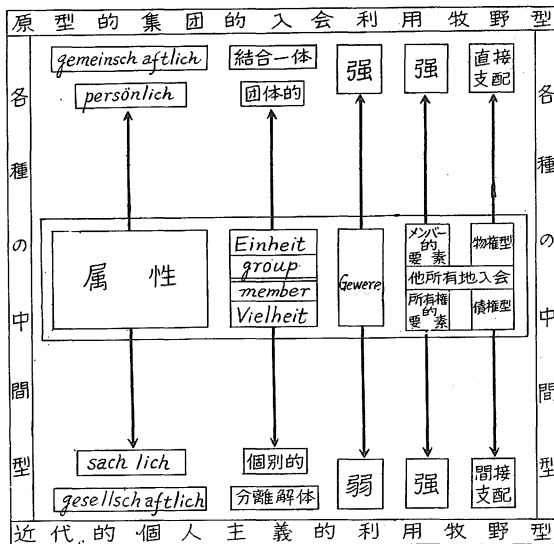 原型的集団的入会利用牧野型
各種の中間型
各種の中間型
gemeinschaftlich
persönlich
結合一体
団体的
強
強
直接
支配
属性
Einheit
group
member
Vielheit
Gewere
メンバー
的
要素
物権型
他所有地入会
所有権
的
要素
債権型
sachlich
gesellschaftlich
個別的
分離解体
弱
強
間接
支配
近代的個人主義的利用牧野型